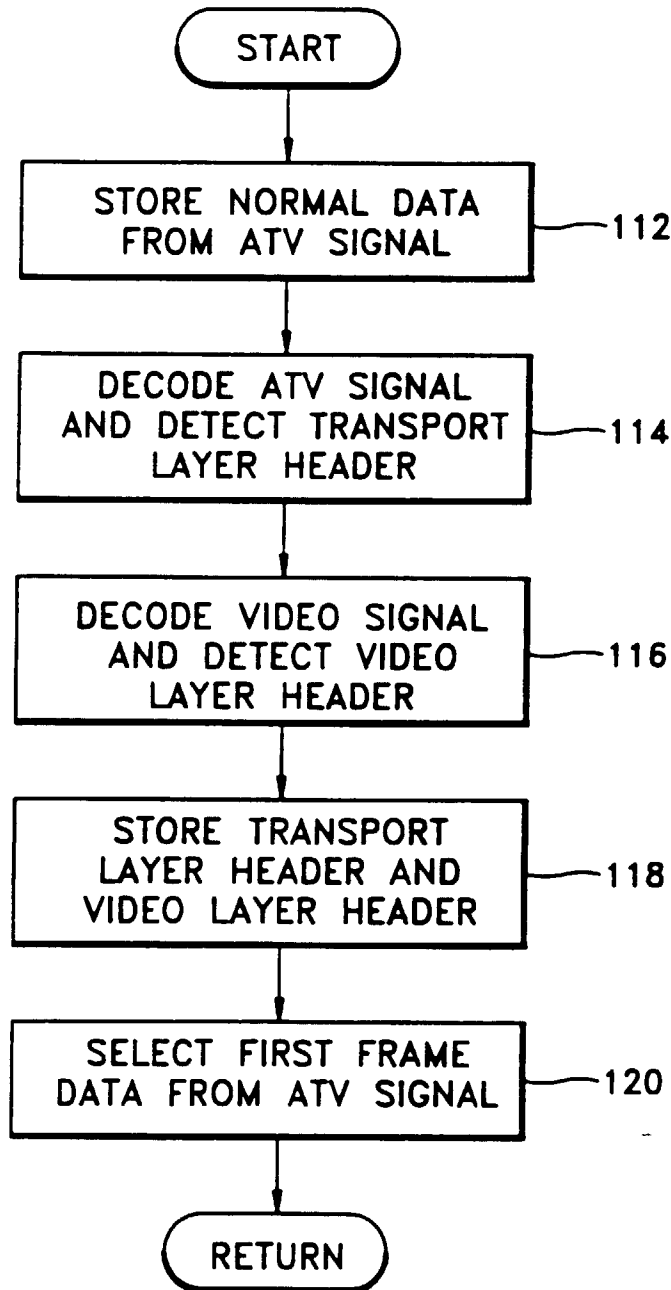 START
STORE NORMAL DATA
FROM ATV SIGNAL
112
DECODE ATV SIGNAL
AND DETECT TRANSPORT
LAYER HEADER
114
DECODE VIDEO SIGNAL
AND DETECT VIDEO
LAYER HEADER
116
STORE TRANSPORT
LAYER HEADER AND
VIDEO LAYER HEADER
118
SELECT FIRST FRAME
DATA FROM ATV SIGNAL
120
RETURN